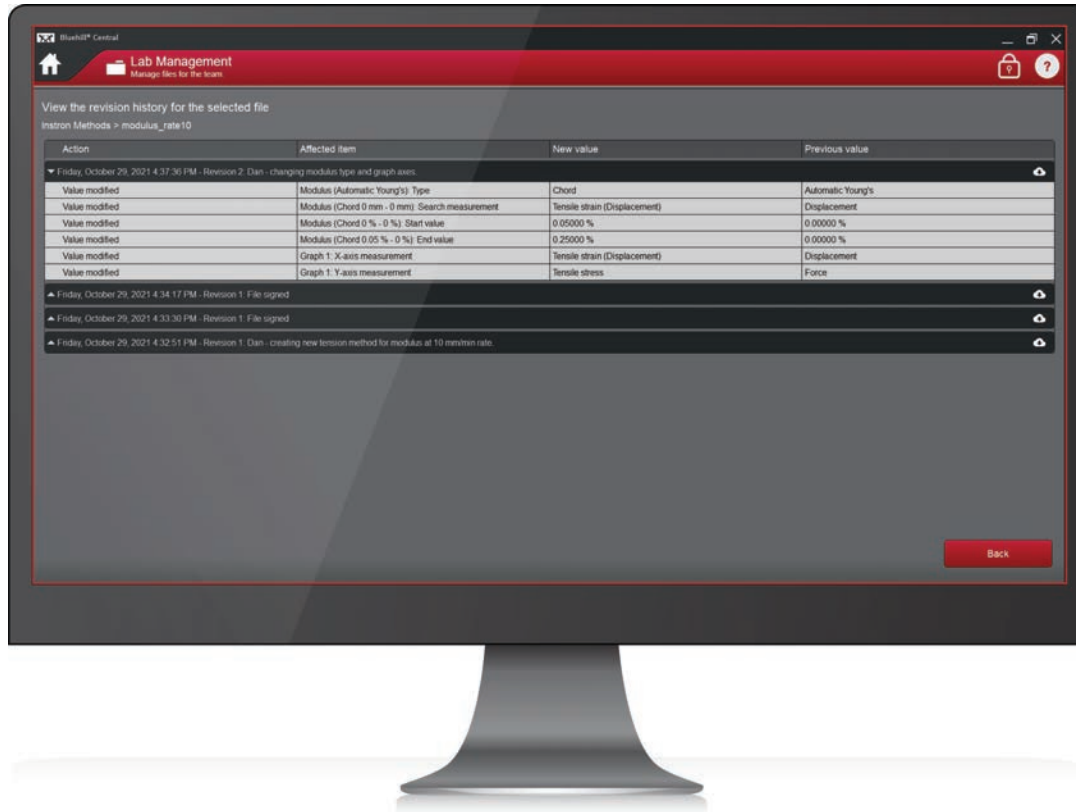 Bluehill® Central
Lab Management
Manage files for the team.
?
View the revision history for the selected file
Instron Methods > modulus_rate10
Action Affected item New value Previous value
Friday, October 29, 2021 4:37:36 PM - Revision 2: Dan - changing modulus type and graph axes.
Value modified Modulus (Automatic Young's): Type Chord Automatic Young's
Value modified Modulus (Chord 0 mm - 0 mm): Search measurement Tensile strain (Displacement) Displacement
Value modified Modulus (Chord 0 % - 0 %): Start value 0.05000 % 0.00000 %
Value modified Modulus (Chord 0.05 % - 0 %): End value 0.25000 % 0.00000 %
Value modified Graph 1: X-axis measurement Tensile strain (Displacement) Displacement
Value modified Graph 1: Y-axis measurement Tensile stress Force
Friday, October 29, 2021 4:34:17 PM - Revision 1: File signed
Friday, October 29, 2021 4:33:30 PM - Revision 1: File signed
Friday, October 29, 2021 4:32:51 PM - Revision 1: Dan - creating new tension method for modulus at 10 mm/min rate.
Back